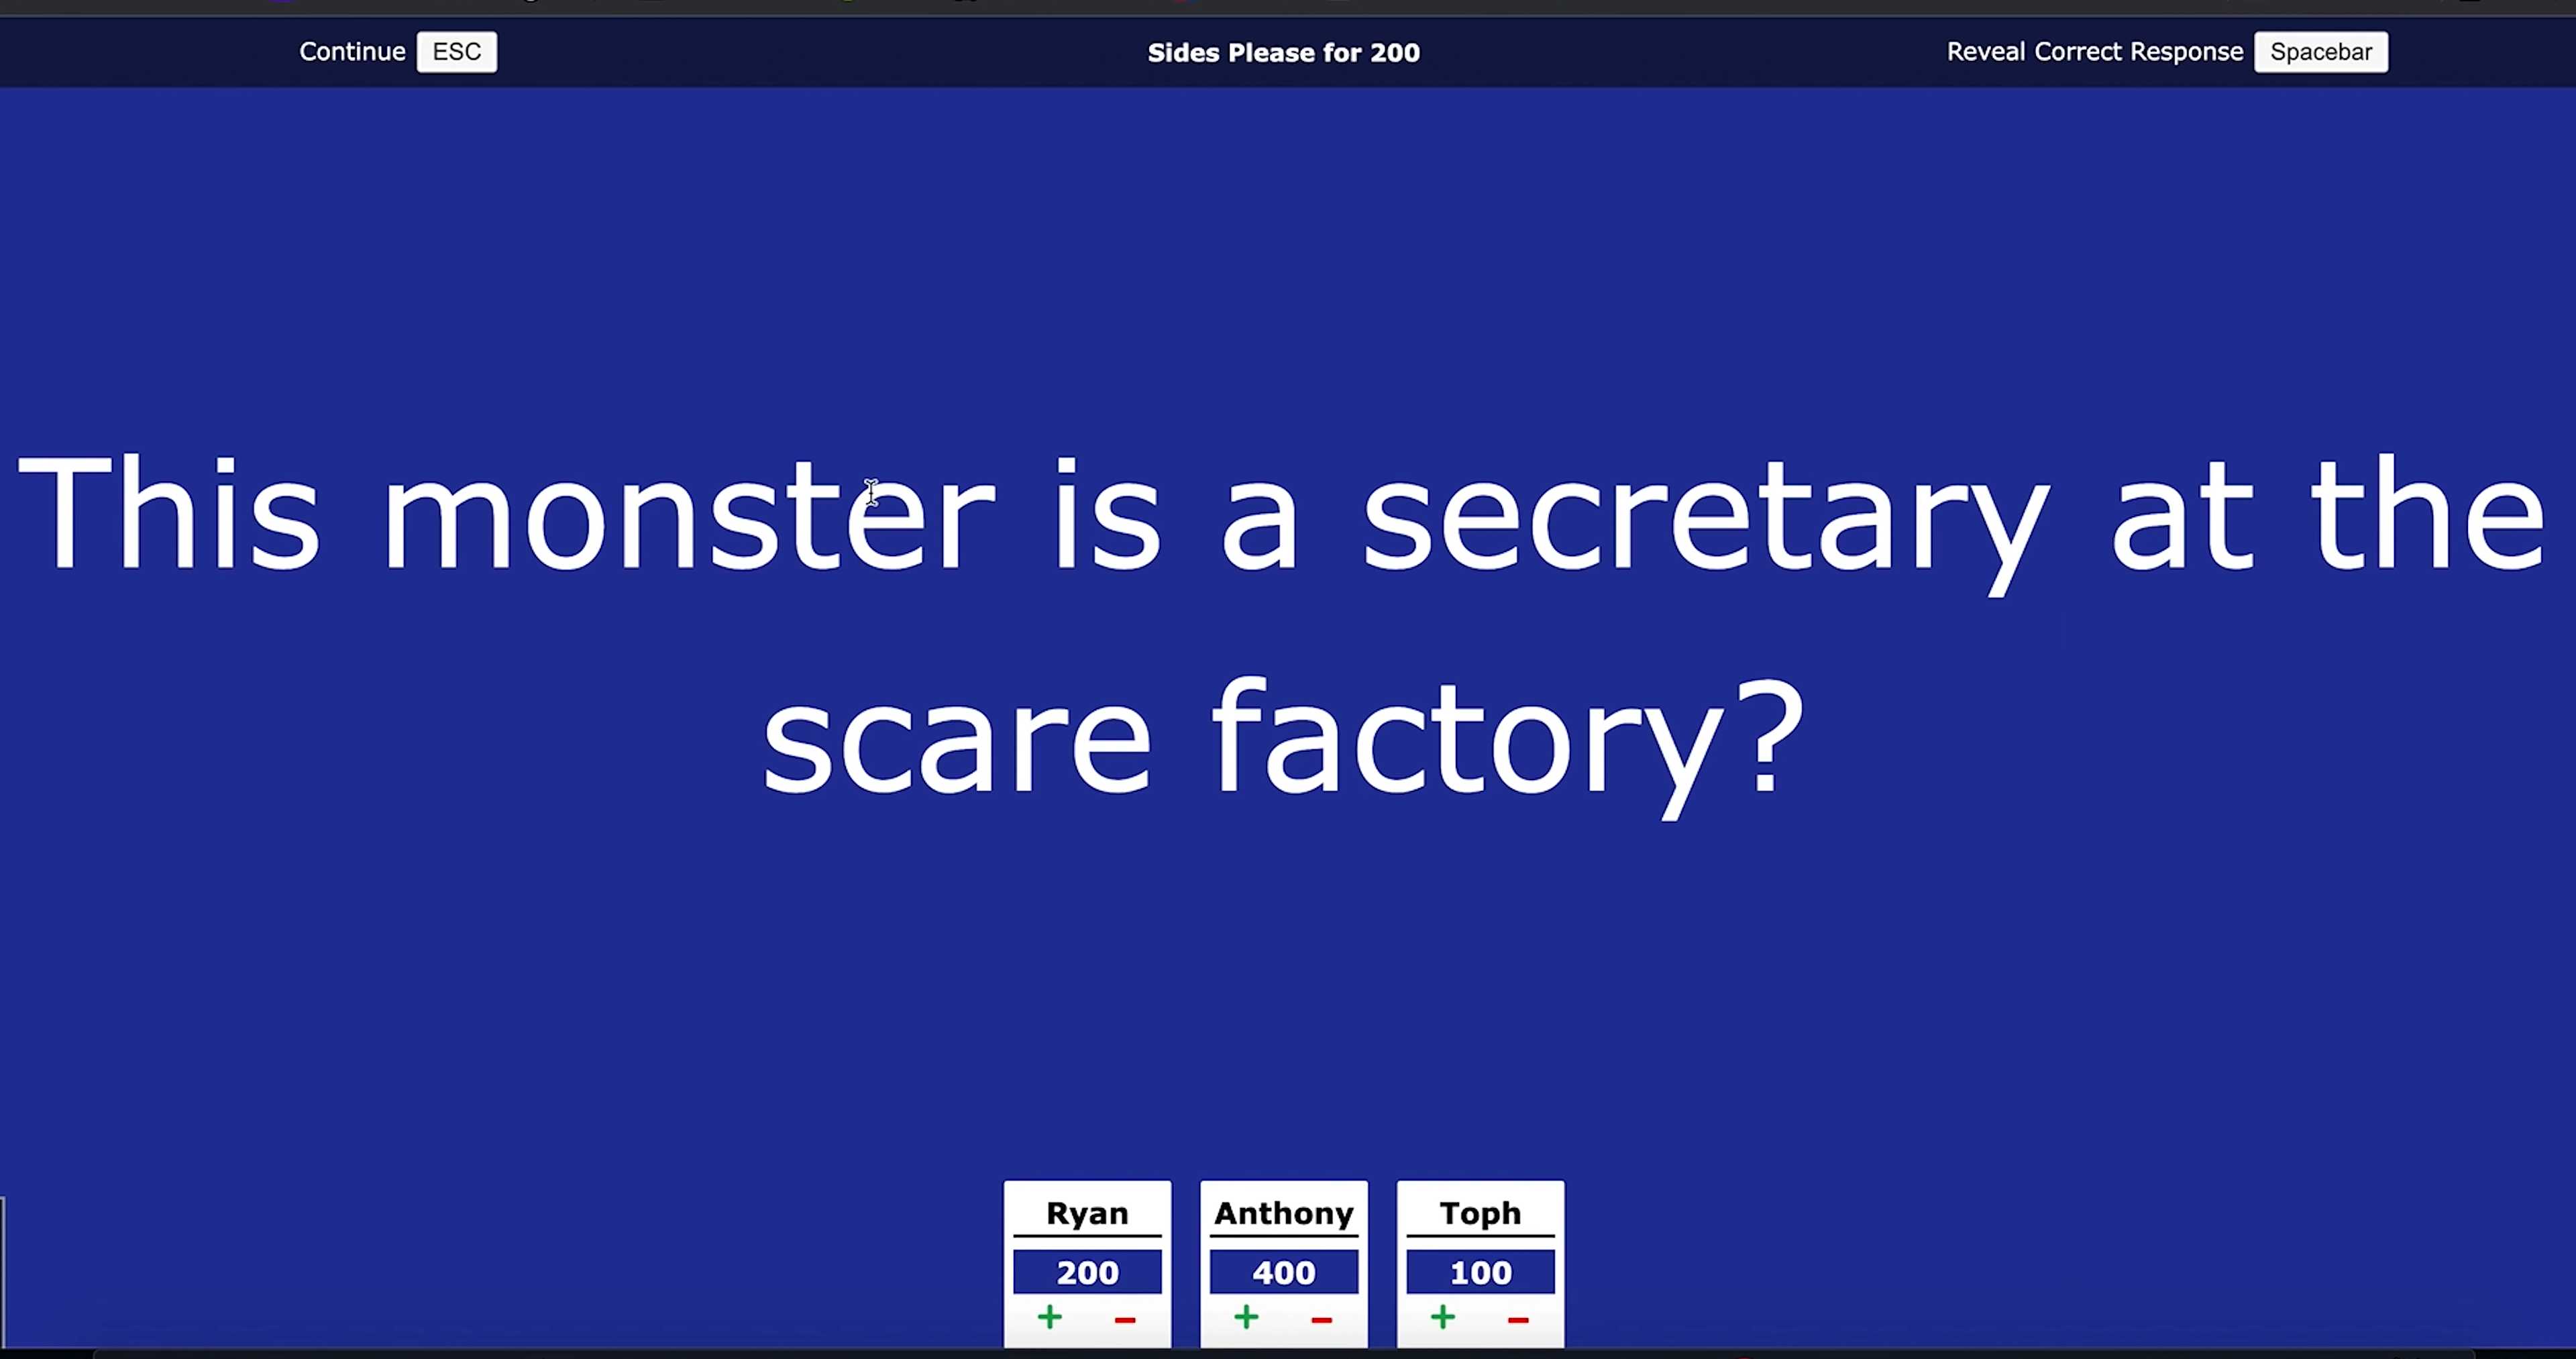 Continue ESC Sides Please for 200 Reveal Correct Response Spacebar
This monster is a secretary at the
scare factory?
Ryan Anthony Toph
200 400 100
+ - + - + -